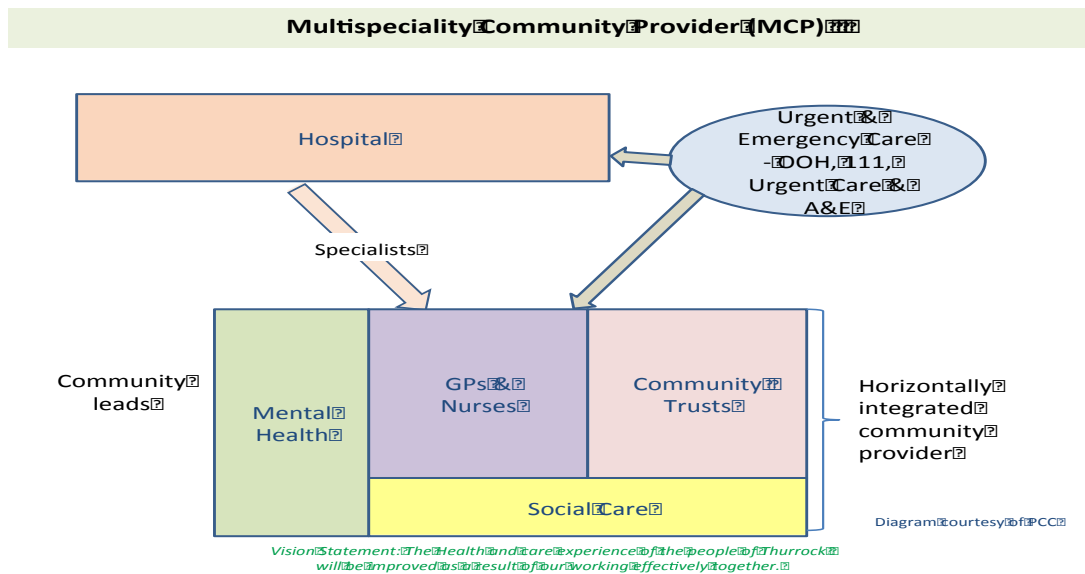 Multispeciality Community Provider (MCP)
Hospital
Urgent &
Emergency Care
- OOH, 111,
Urgent Care &
A&E
Specialists
Community
leads
Mental
Health
GPs &
Nurses
Community
Trusts
Social Care
Horizontally
integrated
community
provider
Diagram courtesy of PCC
Vision Statement: The Health and care experience of the people of Thurrock
will be improved as a result of our working effectively together.